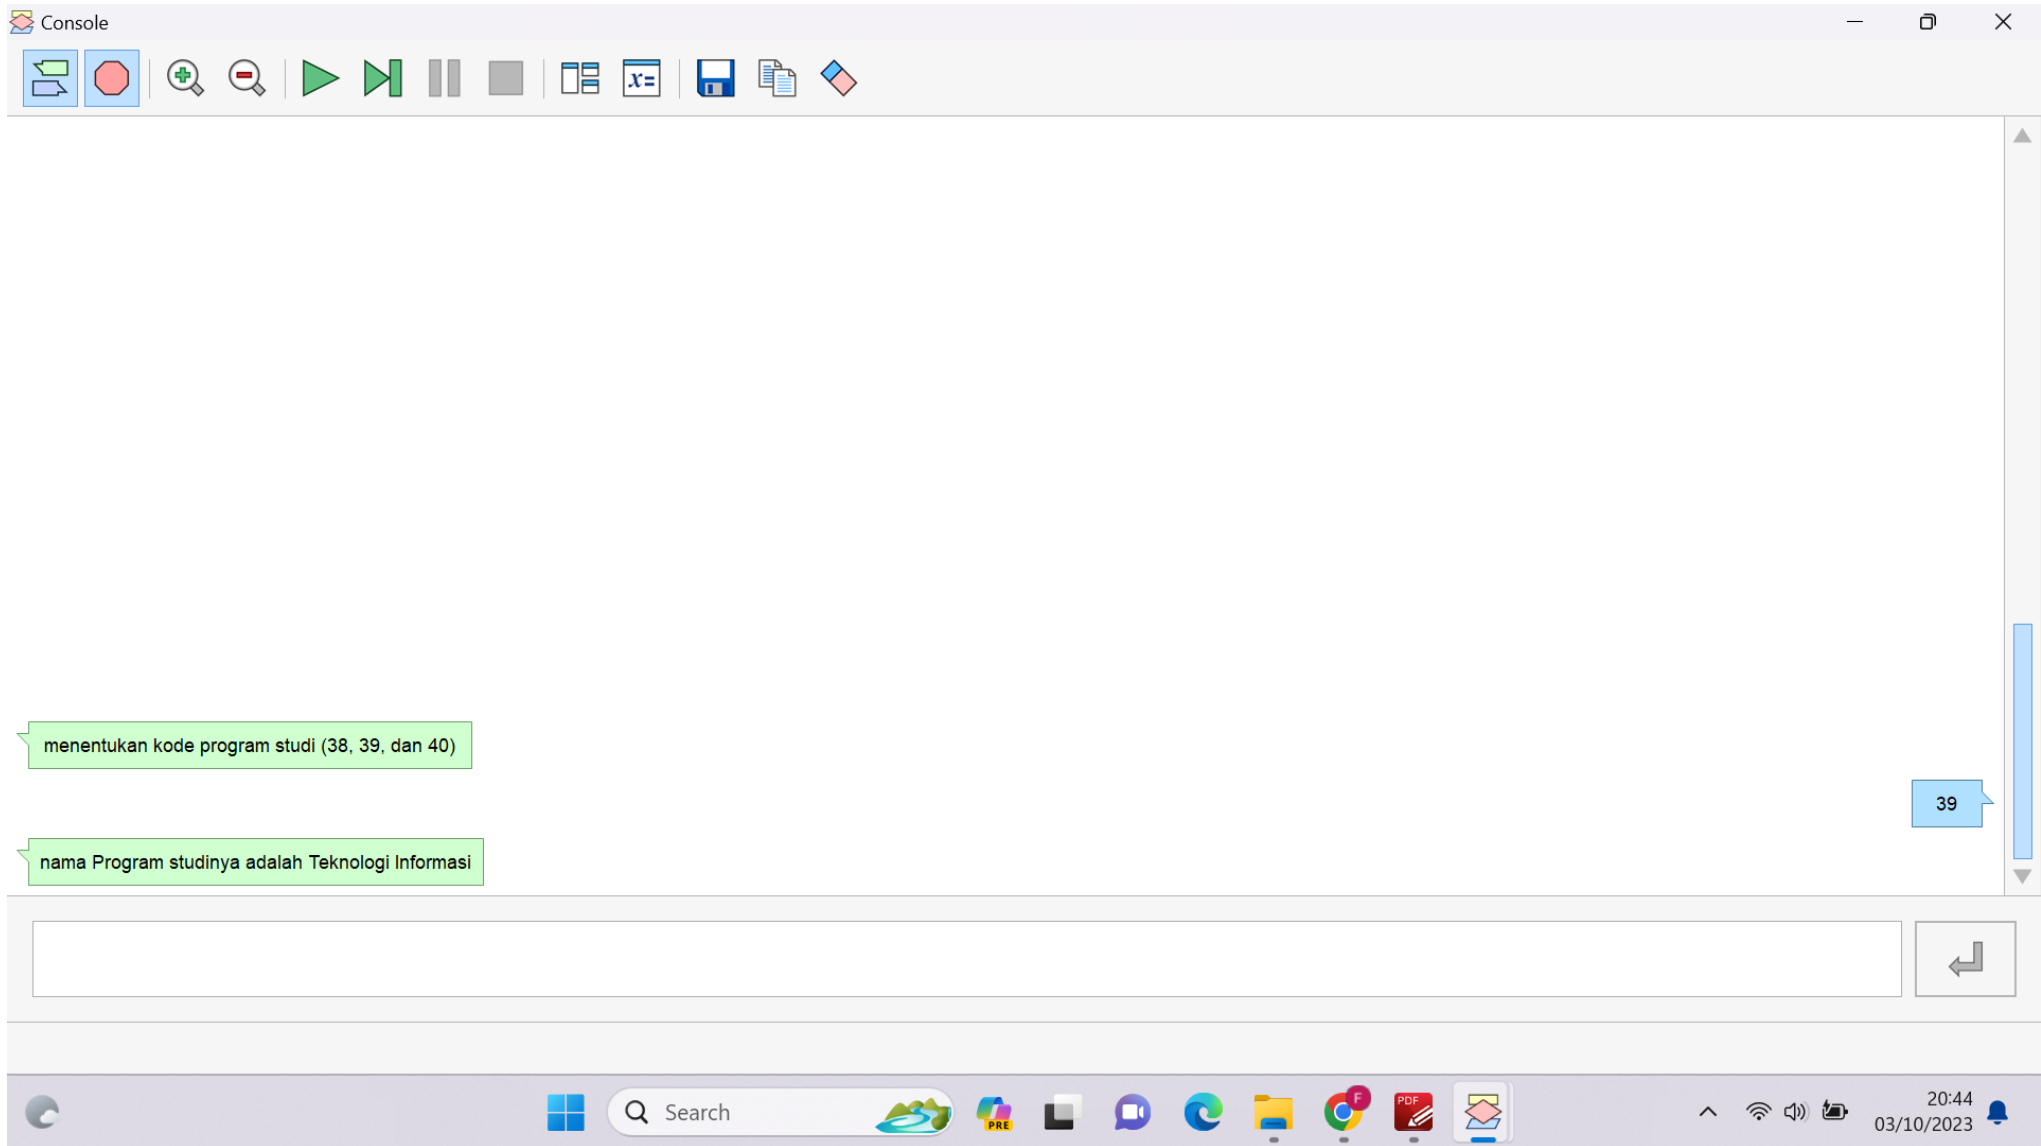 Console
x=
menentukan kode program studi (38, 39, dan 40)
39
nama Program studinya adalah Teknologi Informasi
Search
PRE
F
PDF
20:44
03/10/2023